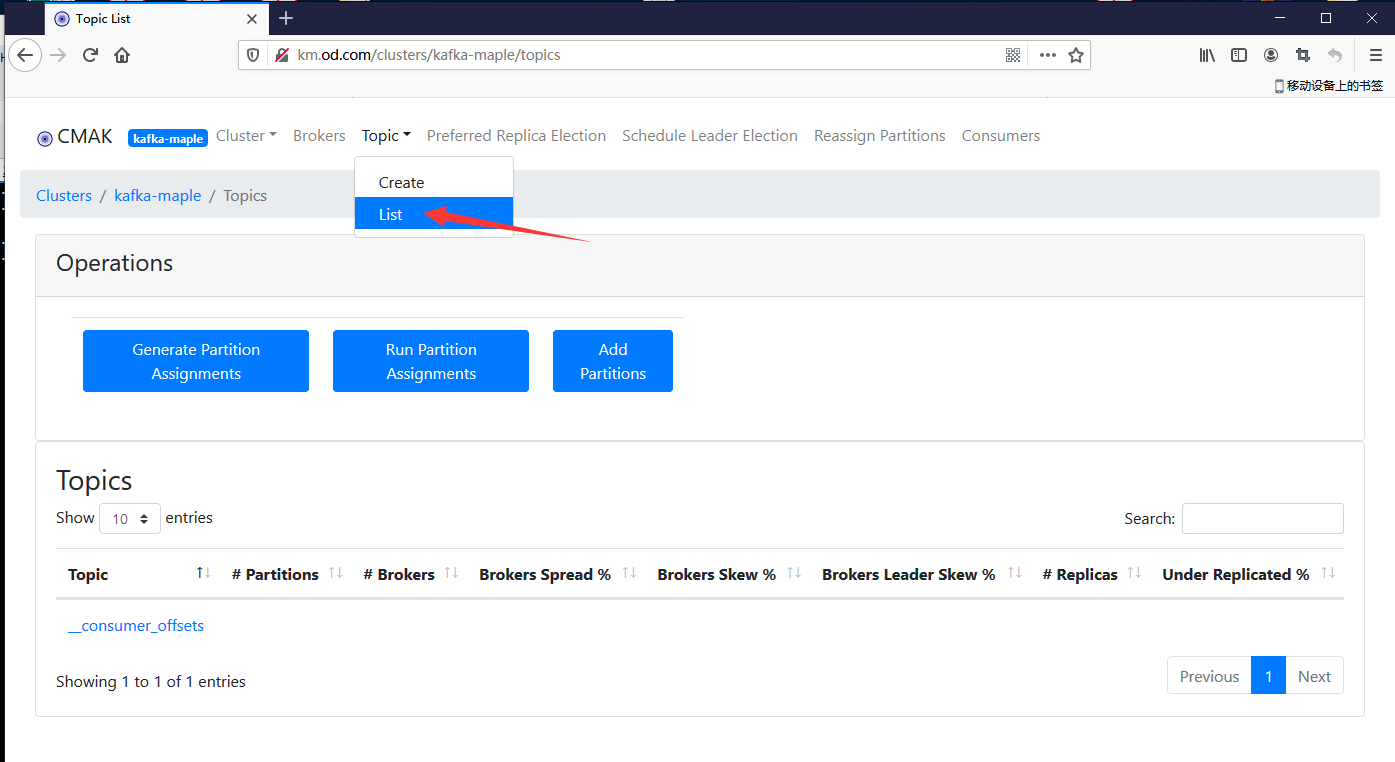 Topic List
km.od.com/clusters/kafka-maple/topics
移动设备上的书签
CMAK kafka-maple Cluster Brokers Topic Preferred Replica Election Schedule Leader Election Reassign Partitions Consumers
Create
List
Clusters / kafka-maple / Topics
Operations
Generate Partition Assignments
Run Partition Assignments
Add Partitions
Topics
Show 10 entries
Search:
Topic # Partitions # Brokers Brokers Spread % Brokers Skew % Brokers Leader Skew % # Replicas Under Replicated %
__consumer_offsets
Showing 1 to 1 of 1 entries
Previous 1 Next